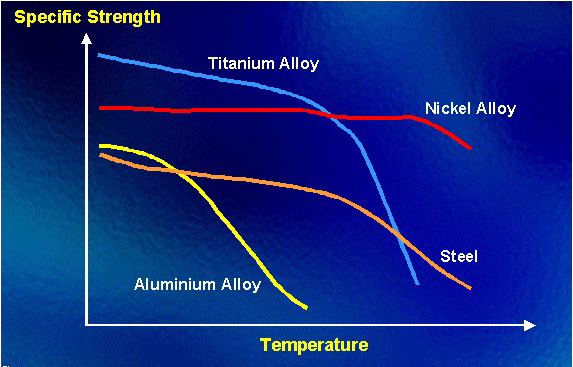 Specific Strength
Titanium Alloy
Nickel Alloy
Steel
Aluminium Alloy
Temperature